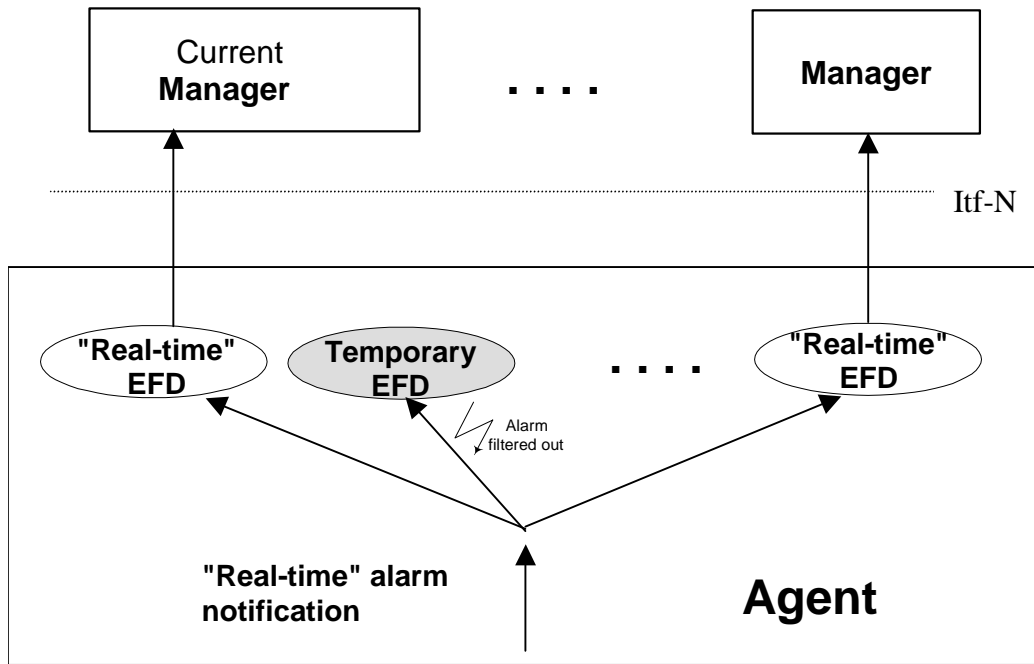 Current
Manager
. . . .
Manager
Itf-N
"Real-time"
EFD
Temporary
EFD
. . . .
"Real-time"
EFD
Alarm
filtered out
"Real-time" alarm
notification
Agent